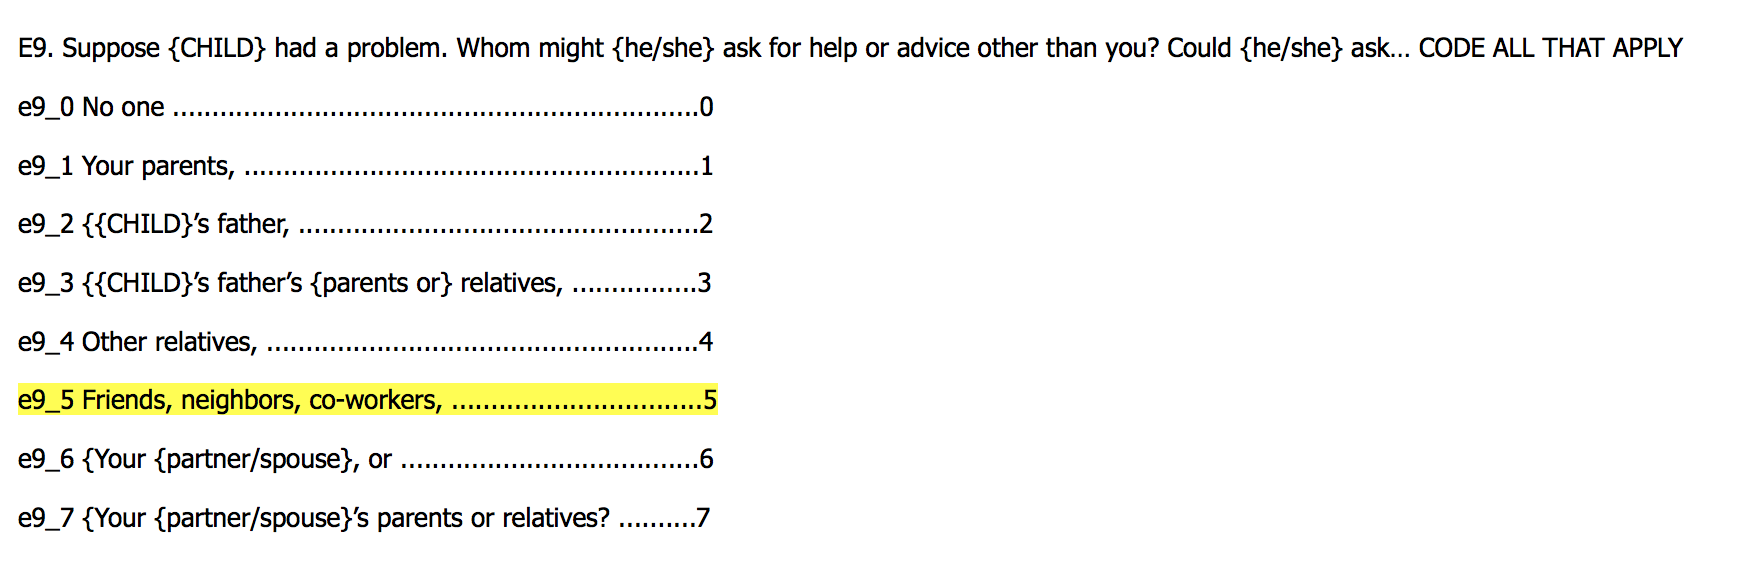 E9. Suppose {CHILD} had a problem. Whom might {he/she} ask for help or advice other than you? Could {he/she} ask... CODE ALL THAT APPLY
e9_0 No one ...................................................................0
e9_1 Your parents, ..........................................................1
e9_2 {{CHILD}’s father, ...................................................2
e9_3 {{CHILD}’s father’s {parents or} relatives, ................3
e9_4 Other relatives, .......................................................4
e9_5 Friends, neighbors, co-workers, ................................5
e9_6 {Your {partner/spouse}, or ......................................6
e9_7 {Your {partner/spouse}’s parents or relatives? ..........7